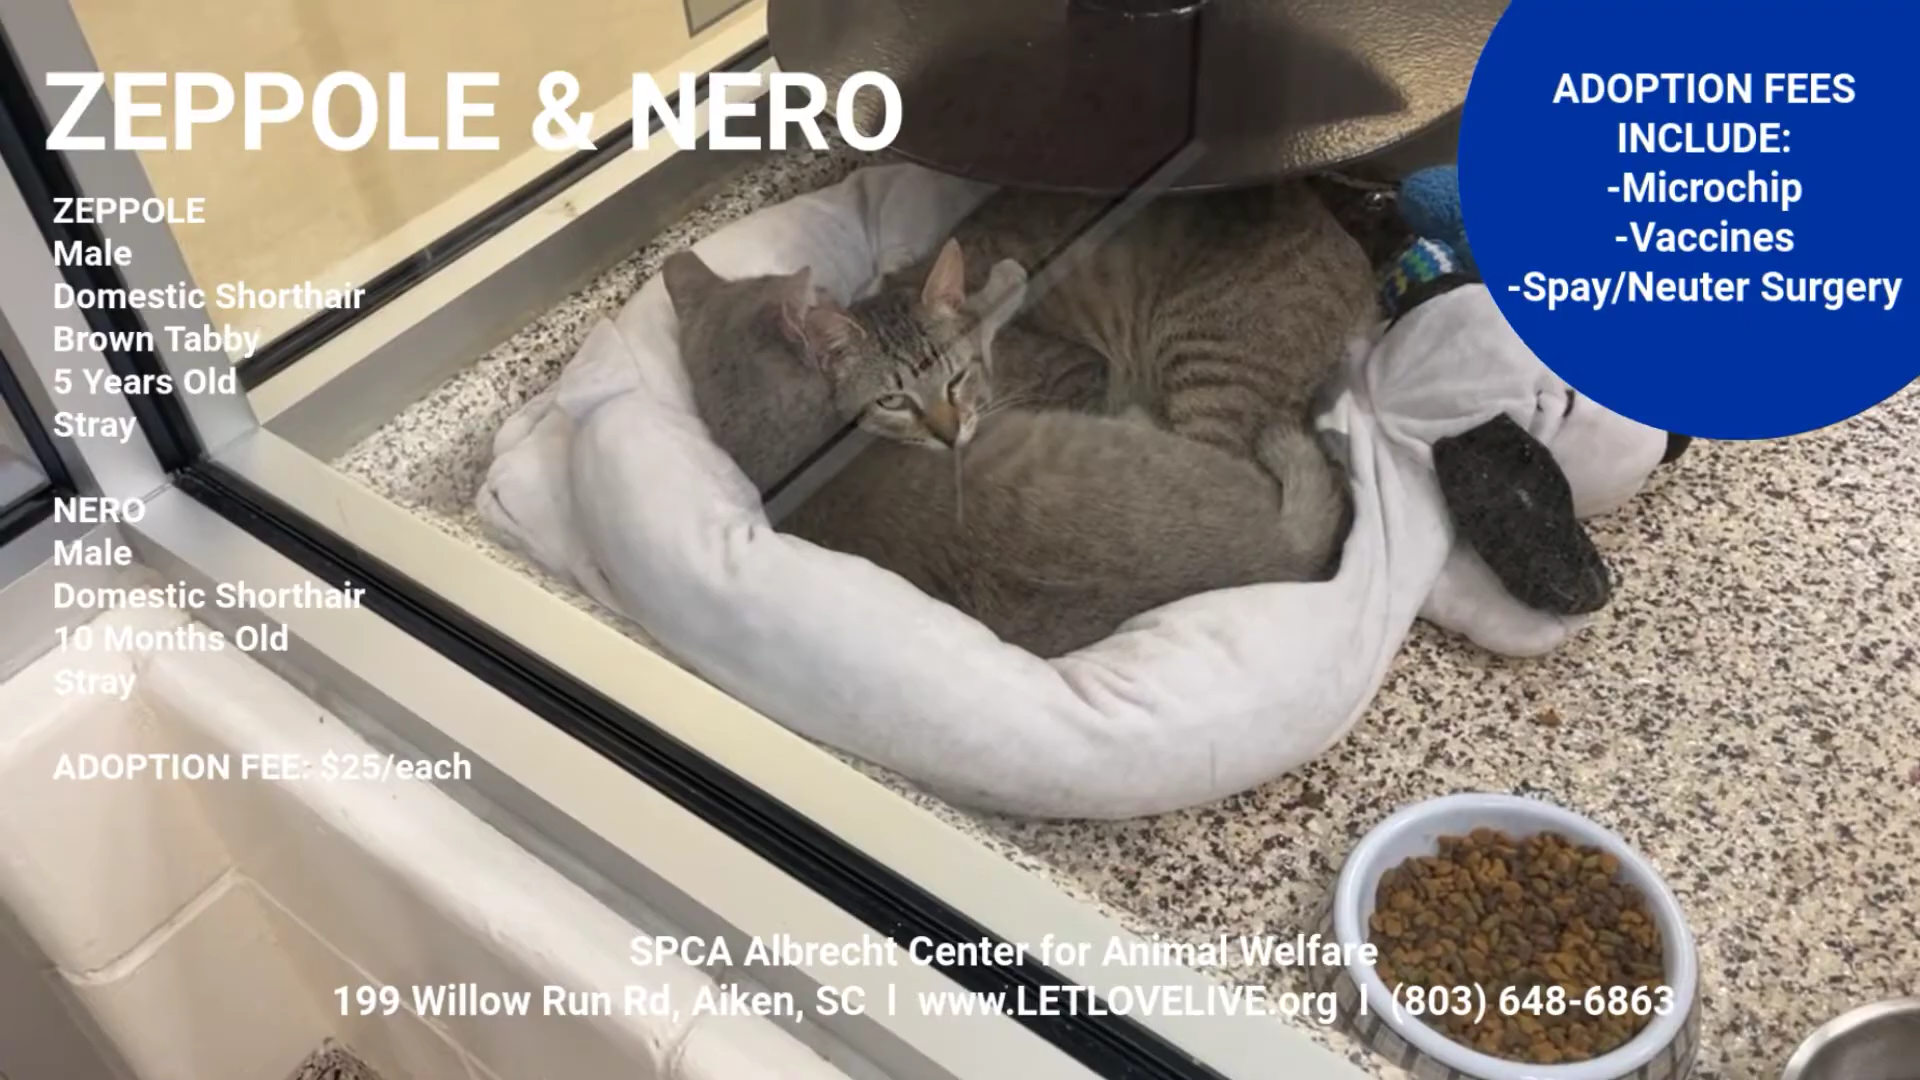 ZEPPOLE & NERO
ZEPPOLE
Male
Domestic Shorthair
Brown Tabby
5 Years Old
Stray
NERO
Male
Domestic Shorthair
10 Months Old
Stray
ADOPTION FEE: $25/each
ADOPTION FEES
INCLUDE:
-Microchip
-Vaccines
-Spay/Neuter Surgery
SPCA Albrecht Center for Animal Welfare
199 Willow Run Rd, Aiken, SC l www.LETLOVELIVE.org l (803) 648-6863